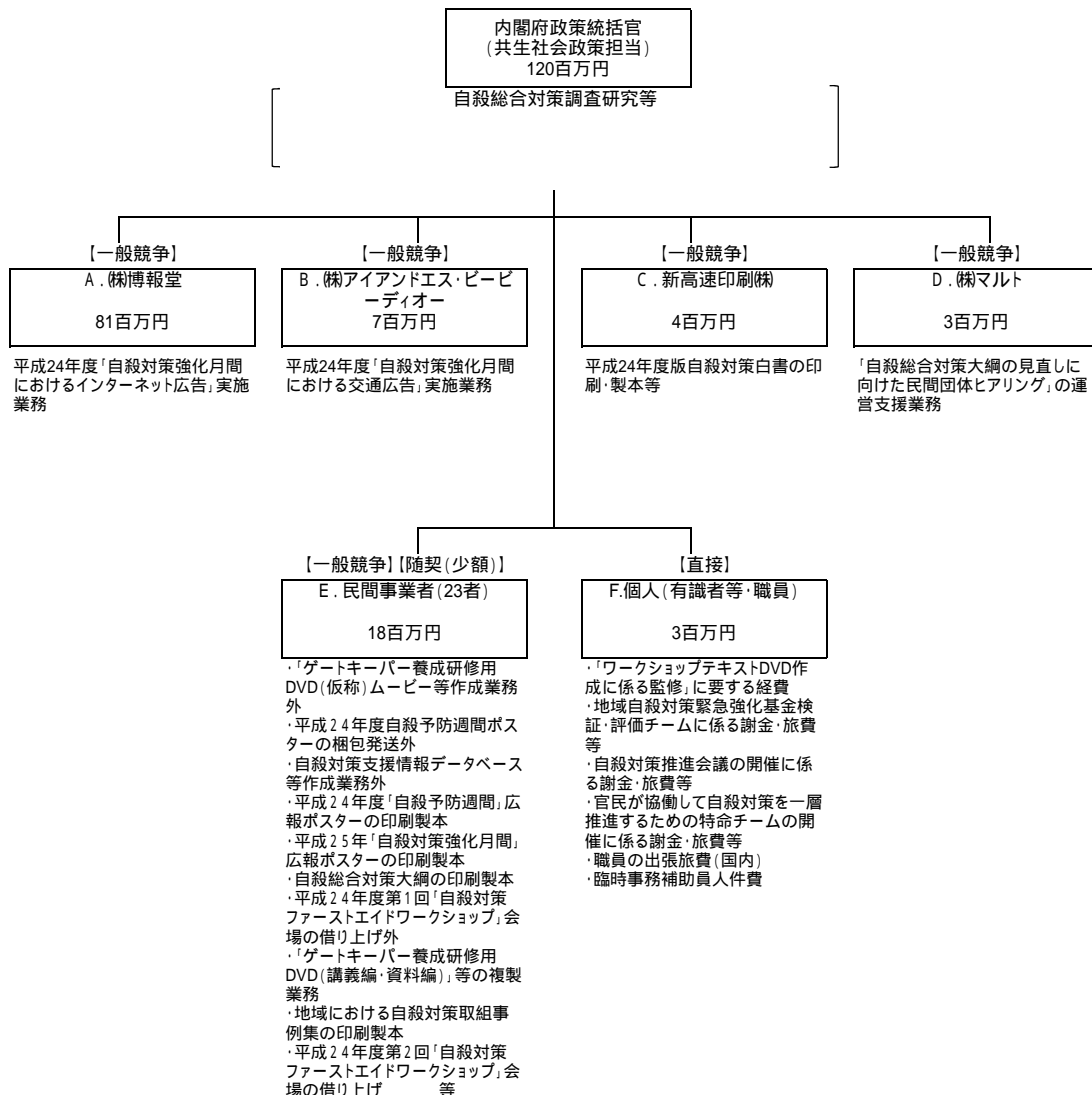 内閣府政策統括官
(共生社会政策担当)
120百万円
自殺総合対策調査研究等
【一般競争】
A．㈱博報堂
81百万円
平成24年度「自殺対策強化月間
におけるインターネット広告」実施
業務
【一般競争】
B．㈱アイアンドエス・ビービ
ーディオー
7百万円
平成24年度「自殺対策強化月間
における交通広告」実施業務
【一般競争】
C．新高速印刷㈱
4百万円
平成24年度版自殺対策白書の印
刷・製本等
【一般競争】
D．㈱マルト
3百万円
「自殺総合対策大綱の見直しに
向けた民間団体ヒアリング」の運
営支援業務
【一般競争】【随契(少額)】
E．民間事業者(23者)
18百万円
・「ゲートキーパー養成研修用
DVD(仮称)ムービー等作成業務
外
・平成２４年度自殺予防週間ポス
ターの梱包発送外
・自殺対策支援情報データベース
等作成業務外
・平成２４年度「自殺予防週間」広
報ポスターの印刷製本
・平成２５年「自殺対策強化月間」
広報ポスターの印刷製本
・自殺総合対策大綱の印刷製本
・平成２４年度第１回「自殺対策
ファーストエイドワークショップ」会
場の借り上げ外
・「ゲートキーパー養成研修用
DVD(講義編・資料編)」等の複製
業務
・地域における自殺対策取組事
例集の印刷製本
・平成２４年度第２回「自殺対策
ファーストエイドワークショップ」会
場の借り上げ　　　等
【直接】
F.個人(有識者等・職員)
3百万円
・「ワークショップテキストDVD作
成に係る監修」に要する経費
・地域自殺対策緊急強化基金検
証・評価チームに係る謝金・旅費
等
・自殺対策推進会議の開催に係
る謝金・旅費等
・官民が協働して自殺対策を一層
推進するための特命チームの開
催に係る謝金・旅費等
・職員の出張旅費(国内)
・臨時事務補助員人件費